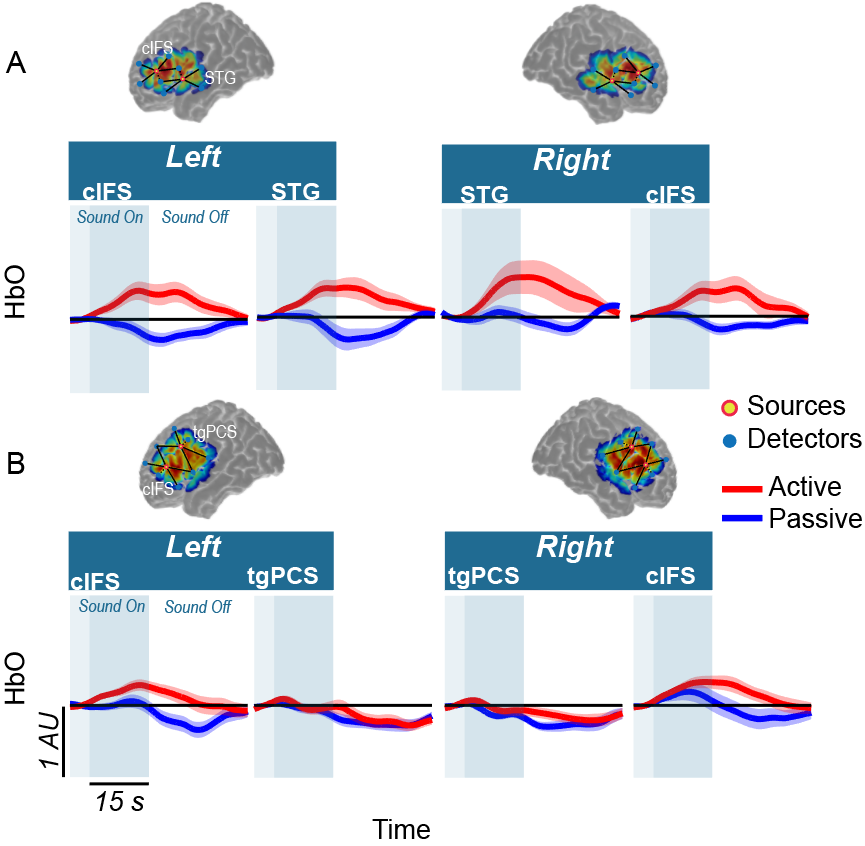 A
cIFS
STG
Left
Right
cIFS
STG
STG
cIFS
Sound On
Sound Off
HbO
B
tgPCS
cIFS
Sources
Detectors
Active
Passive
Left
Right
cIFS
tgPCS
tgPCS
cIFS
Sound On
Sound Off
HbO
1 AU
15 s
Time